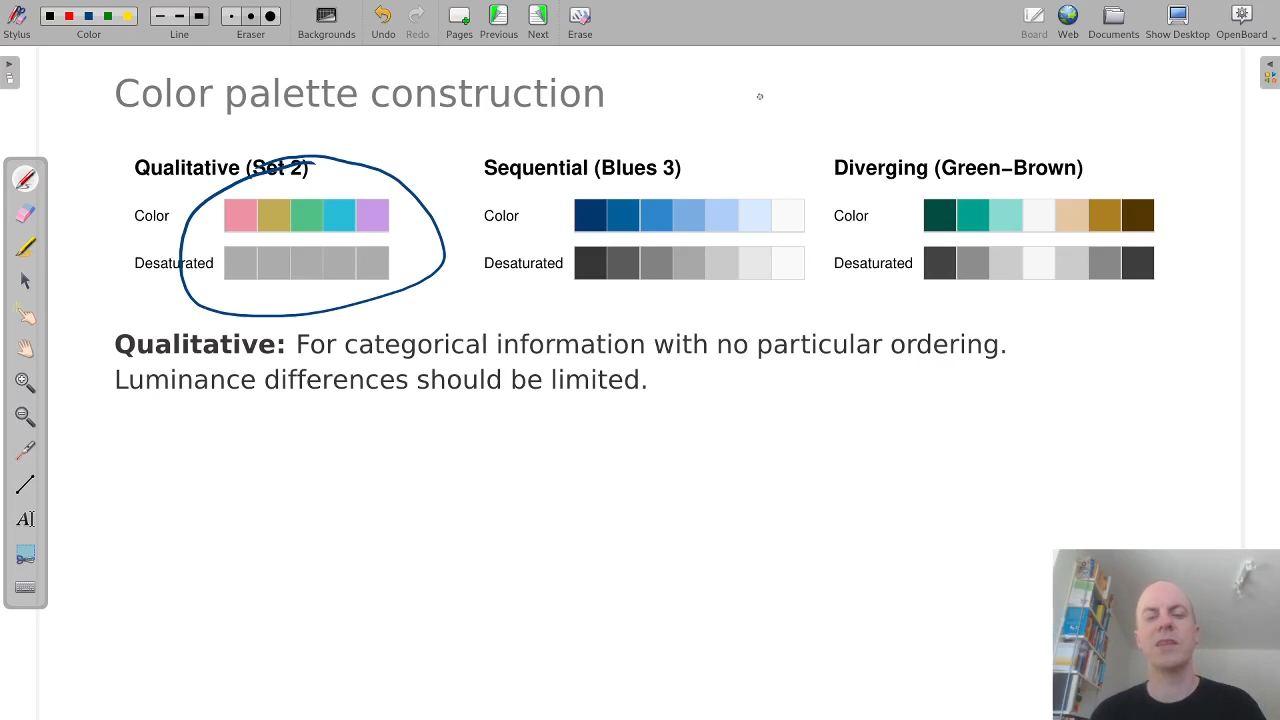 Stylus
Color
Line
Eraser
Backgrounds
Undo
Redo
Pages
Previous
Next
Erase
Board
Web
Documents
Show Desktop
OpenBoard
Color palette construction
Qualitative (Set 2)
Color
Desaturated
Sequential (Blues 3)
Color
Desaturated
Diverging (Green–Brown)
Color
Desaturated
Qualitative: For categorical information with no particular ordering.
Luminance differences should be limited.
AI